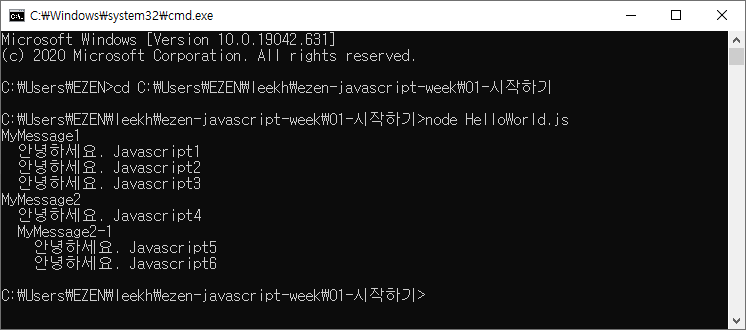 C:₩Windows₩system32₩cmd.exe
Microsoft Windows [Version 10.0.19042.631]
(c) 2020 Microsoft Corporation. All rights reserved.
C:₩Users₩EZEN>cd C:₩Users₩EZEN₩leekh₩ezen-javascript-week₩01-시작하기
C:₩Users₩EZEN₩leekh₩ezen-javascript-week₩01-시작하기>node HelloWorld.js
MyMessage1
안녕하세요. Javascript1
안녕하세요. Javascript2
안녕하세요. Javascript3
MyMessage2
안녕하세요. Javascript4
MyMessage2-1
안녕하세요. Javascript5
안녕하세요. Javascript6
C:₩Users₩EZEN₩leekh₩ezen-javascript-week₩01-시작하기>